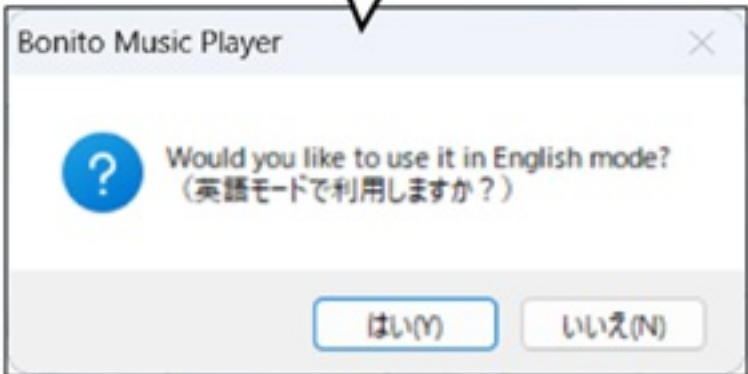 Bonito Music Player
Would you like to use it in English mode?
（英語モードで利用しますか？）
はい(Y)
いいえ(N)